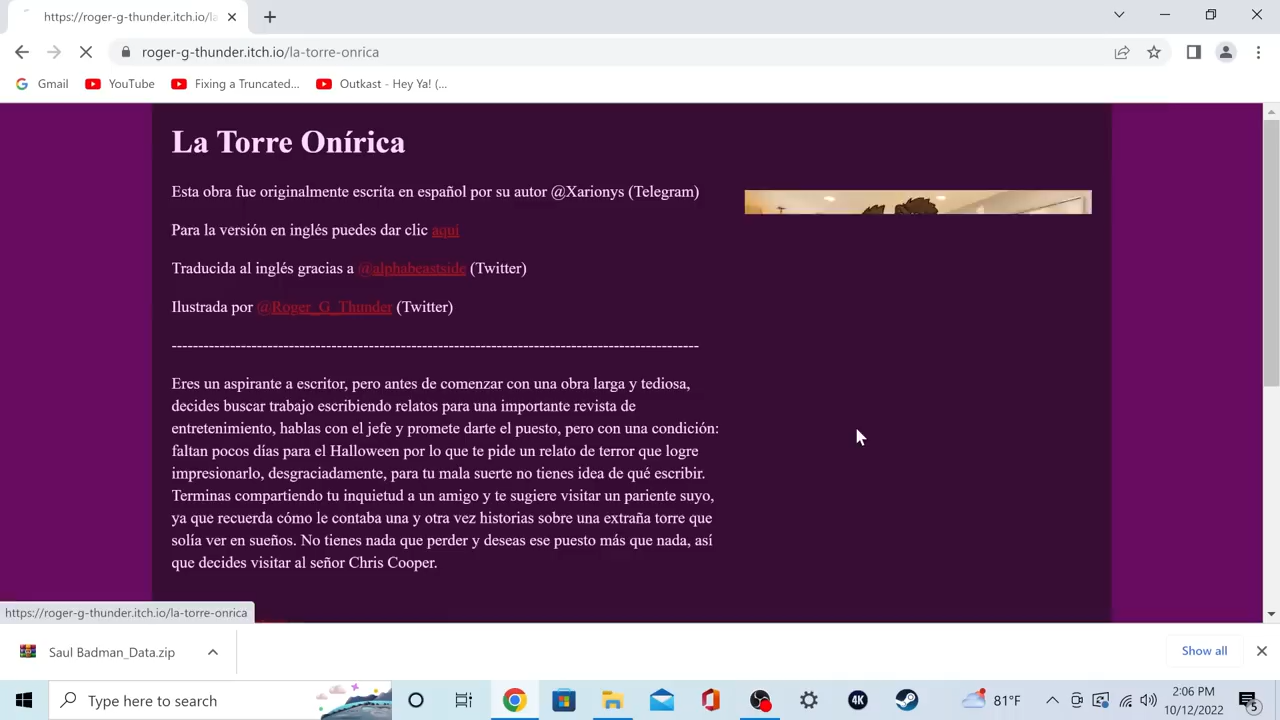 https://roger-g-thunder.itch.io/la
roger-g-thunder.itch.io/la-torre-onrica
Gmail
YouTube
Fixing a Truncated...
Outkast - Hey Ya! (...
La Torre Onírica
Esta obra fue originalmente escrita en español por su autor @Xarionys (Telegram)
Para la versión en inglés puedes dar clic aquí
Traducida al inglés gracias a @alphabeastside (Twitter)
Ilustrada por @Roger_G_Thunder (Twitter)
---------------------------------------------------------------------------------------------------
Eres un aspirante a escritor, pero antes de comenzar con una obra larga y tediosa,
decides buscar trabajo escribiendo relatos para una importante revista de
entretenimiento, hablas con el jefe y promete darte el puesto, pero con una condición:
faltan pocos días para el Halloween por lo que te pide un relato de terror que logre
impresionarlo, desgraciadamente, para tu mala suerte no tienes idea de qué escribir.
Terminas compartiendo tu inquietud a un amigo y te sugiere visitar un pariente suyo,
ya que recuerda cómo le contaba una y otra vez historias sobre una extraña torre que
solía ver en sueños. No tienes nada que perder y deseas ese puesto más que nada, así
que decides visitar al señor Chris Cooper.
https://roger-g-thunder.itch.io/la-torre-onrica
Saul Badman_Data.zip
Show all
Type here to search
4K
81°F
2:06 PM
10/12/2022
5